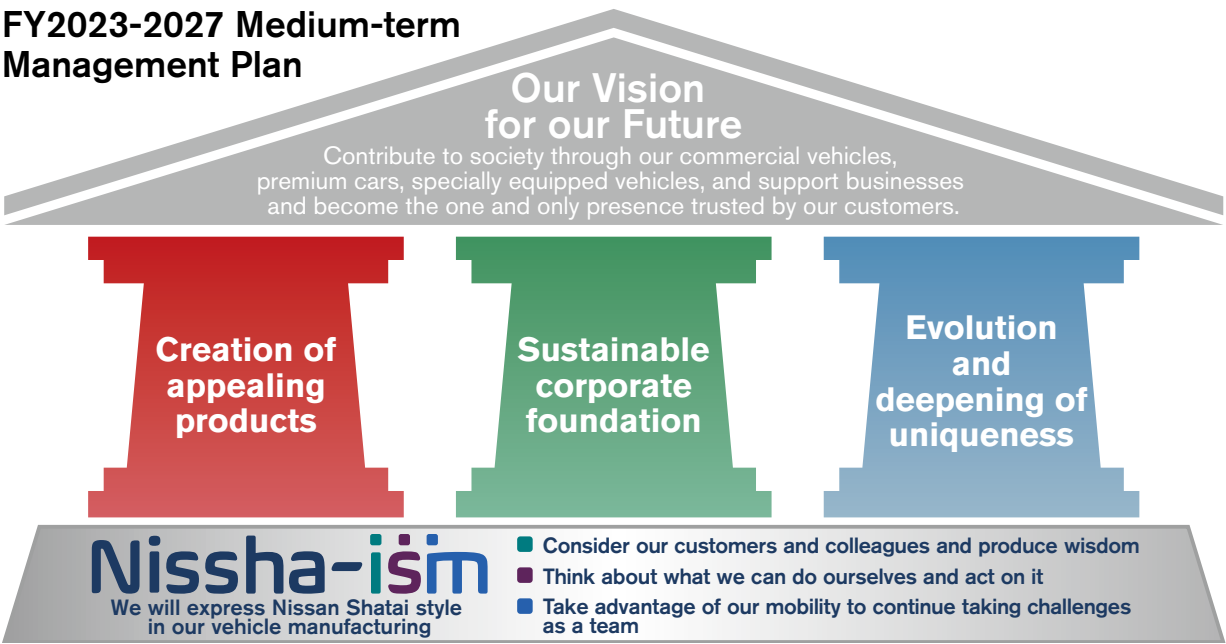 FY2023-2027 Medium-term
Management Plan
Our Vision
for our Future
Contribute to society through our commercial vehicles,
premium cars, specially equipped vehicles, and support businesses
and become the one and only presence trusted by our customers.
Creation of
appealing
products
Sustainable
corporate
foundation
Evolution
and
deepening of
uniqueness
Nissha-ism
We will express Nissan Shatai style
in our vehicle manufacturing
Consider our customers and colleagues and produce wisdom
Think about what we can do ourselves and act on it
Take advantage of our mobility to continue taking challenges
as a team